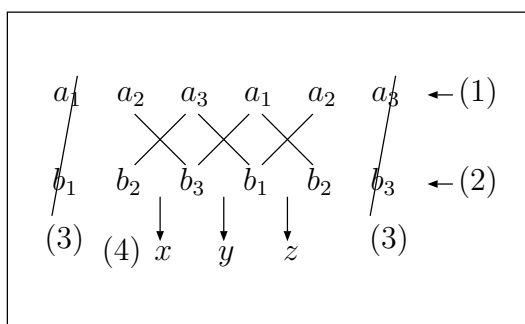 a₁ a₂ a₃ a₁ a₂ a₃ (1)
b₁ b₂ b₃ b₁ b₂ b₃ (2)
(3) (3)
(4) x y z